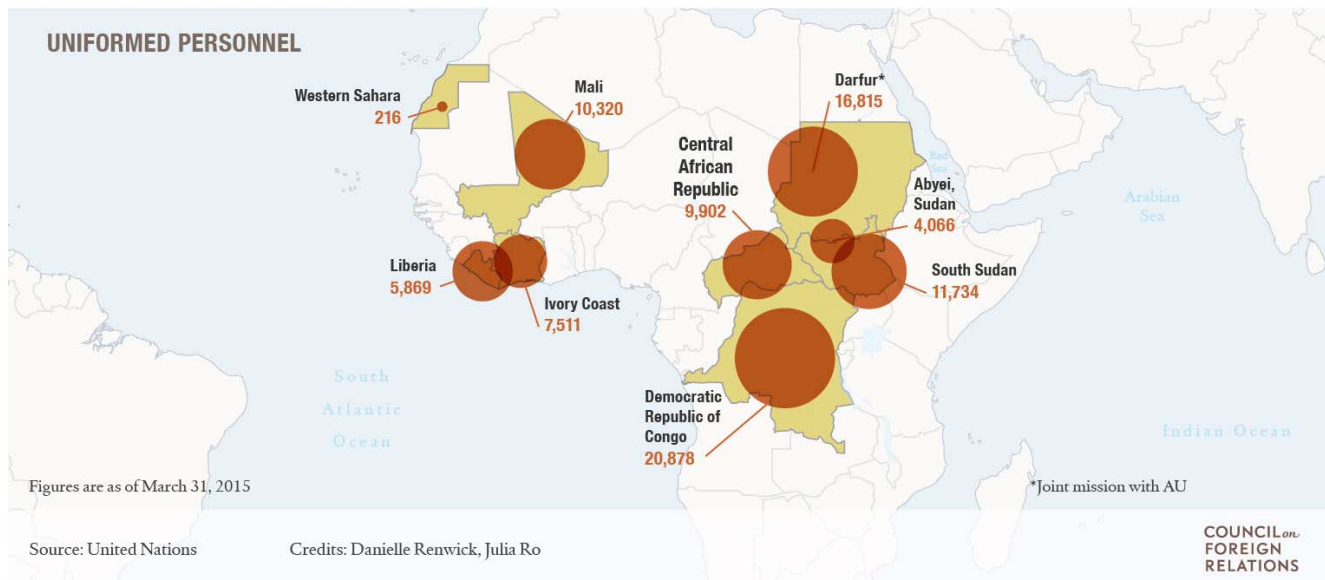 UNIFORMED PERSONNEL
Western Sahara
216
Mali
10,320
Darfur*
16,815
Central
African
Republic
9,902
Red
Sea
Abyei,
Sudan
4,066
Arabian
Sea
Liberia
5,869
Ivory Coast
7,511
South Sudan
11,734
South
Atlantic
Ocean
Democratic
Republic of
Congo
20,878
Indian Ocean
Figures are as of March 31, 2015
*Joint mission with AU
Source: United Nations
Credits: Danielle Renwick, Julia Ro
COUNCIL on
FOREIGN
RELATIONS